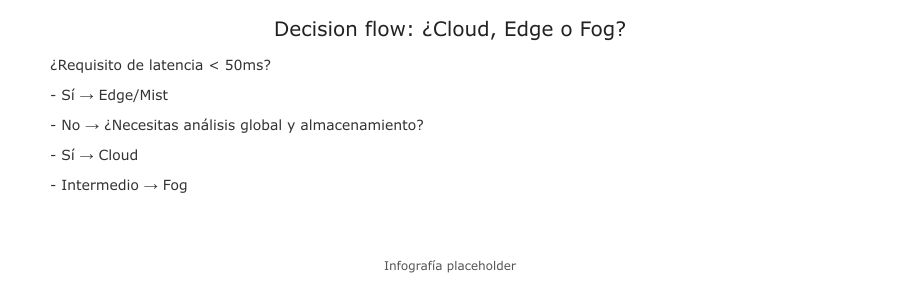 Decision flow: ¿Cloud, Edge o Fog?
¿Requisito de latencia < 50ms?
- Sí → Edge/Mist
- No → ¿Necesitas análisis global y almacenamiento?
- Sí → Cloud
- Intermedio → Fog
Infografía placeholder